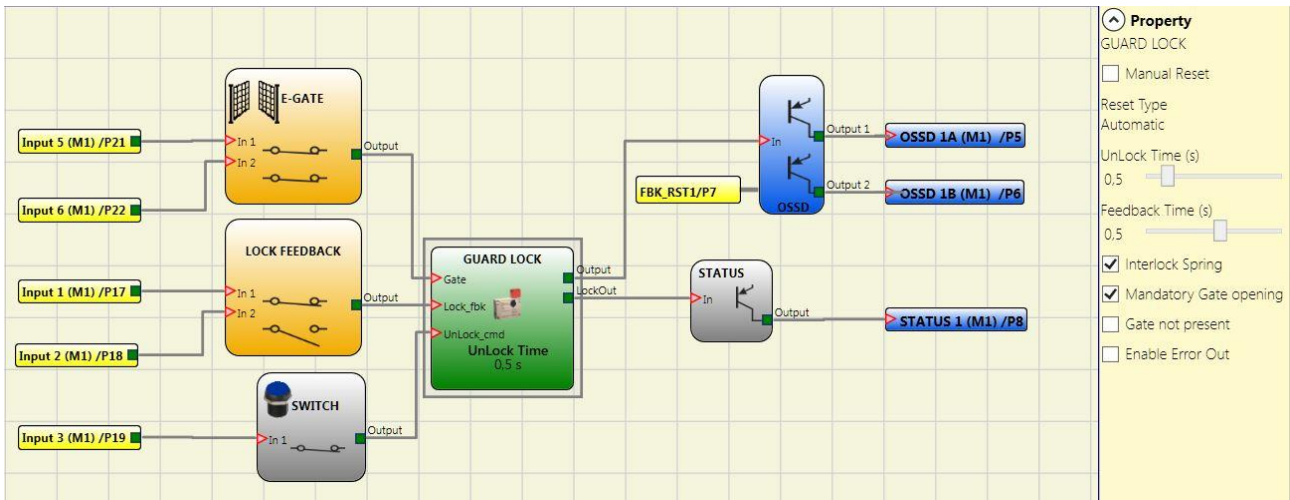 E-GATE
Input 5 (M1) /P21
In 1
In 2
Output
Input 6 (M1) /P22
LOCK FEEDBACK
Input 1 (M1) /P17
In 1
In 2
Output
Input 2 (M1) /P18
SWITCH
Input 3 (M1) /P19
In 1
Output
GUARD LOCK
Gate
Lock_fbk
UnLock_cmd
Output
LockOut
UnLock Time
0,5 s
FBK_RST1/P7
In
Output 1
Output 2
OSSD
OSSD 1A (M1) /P5
OSSD 1B (M1) /P6
STATUS
In
Output
STATUS 1 (M1) /P8
Property
GUARD LOCK
Manual Reset
Reset Type
Automatic
UnLock Time (s)
0,5
Feedback Time (s)
0,5
Interlock Spring
Mandatory Gate opening
Gate not present
Enable Error Out